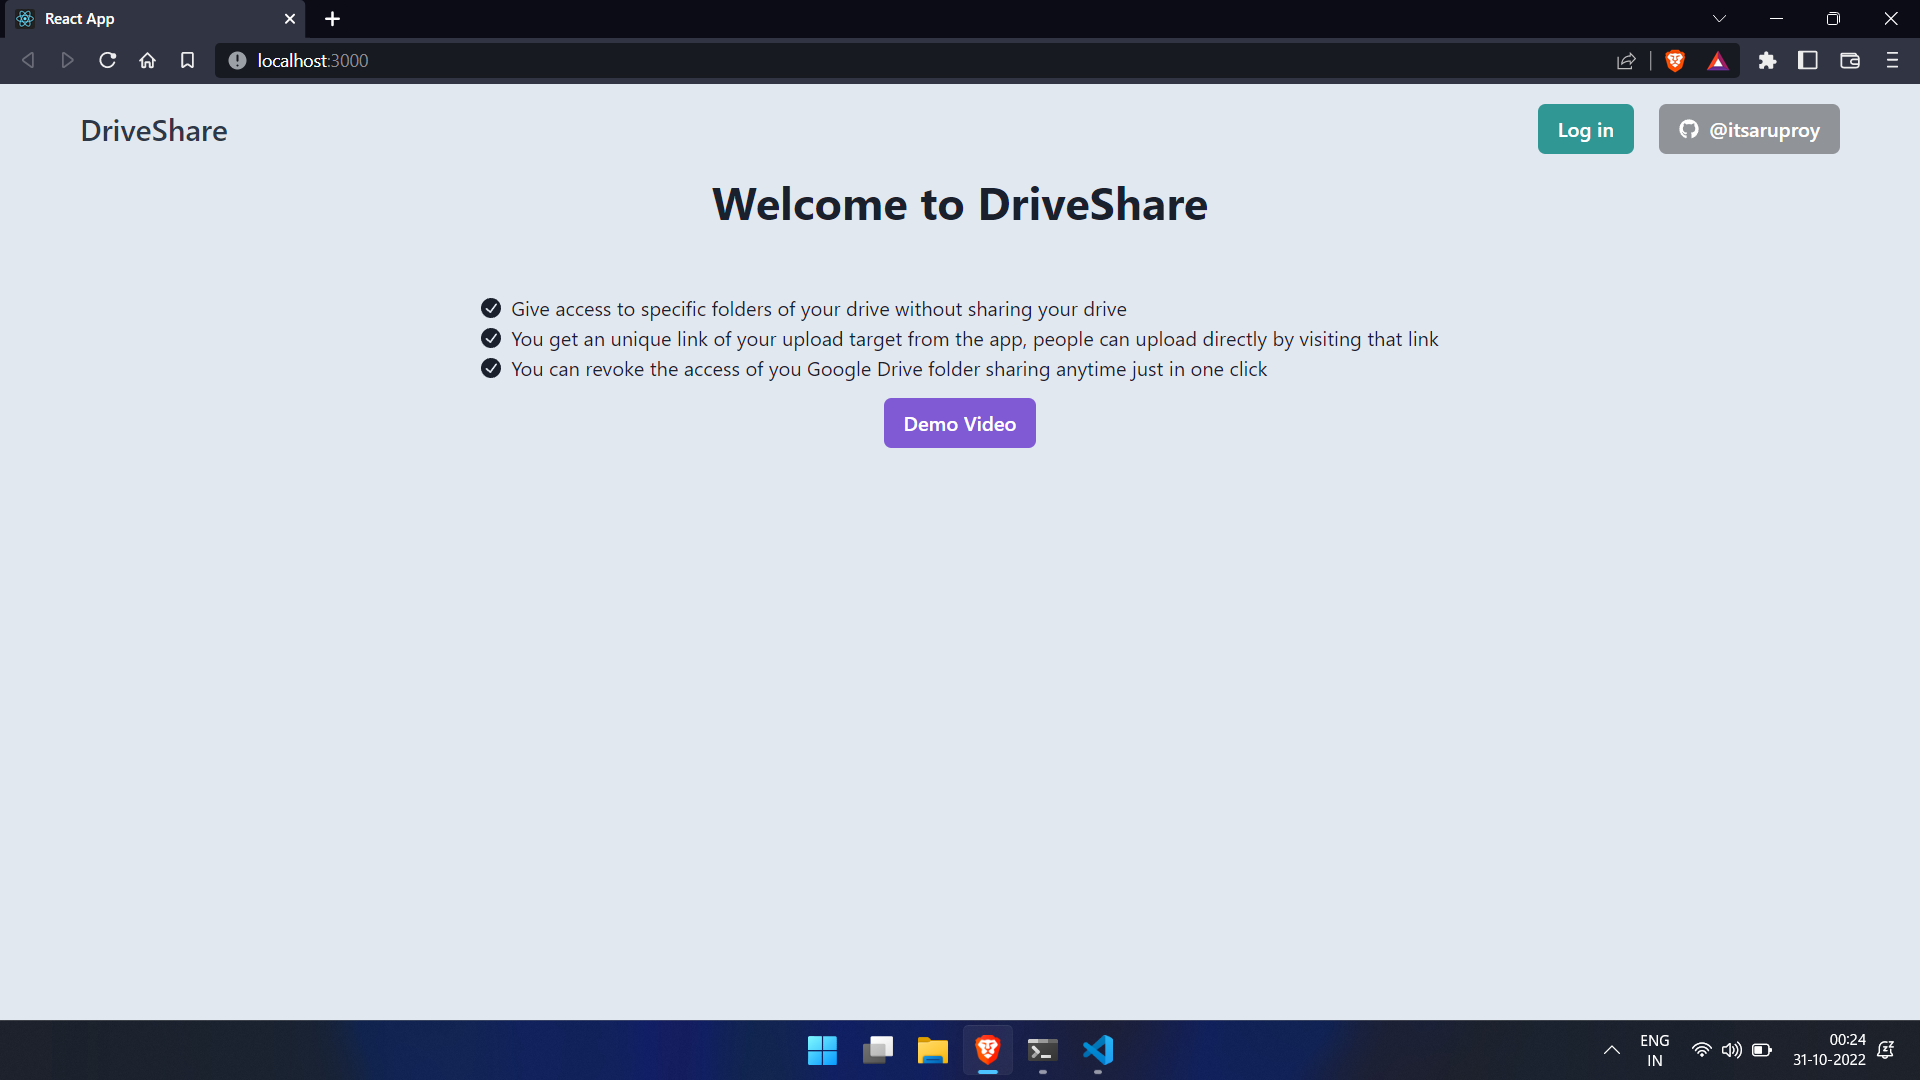 React App
localhost:3000
DriveShare
Log in
@itsaruproy
Welcome to DriveShare
Give access to specific folders of your drive without sharing your drive
You get an unique link of your upload target from the app, people can upload directly by visiting that link
You can revoke the access of you Google Drive folder sharing anytime just in one click
Demo Video
ENG
IN
00:24
31-10-2022